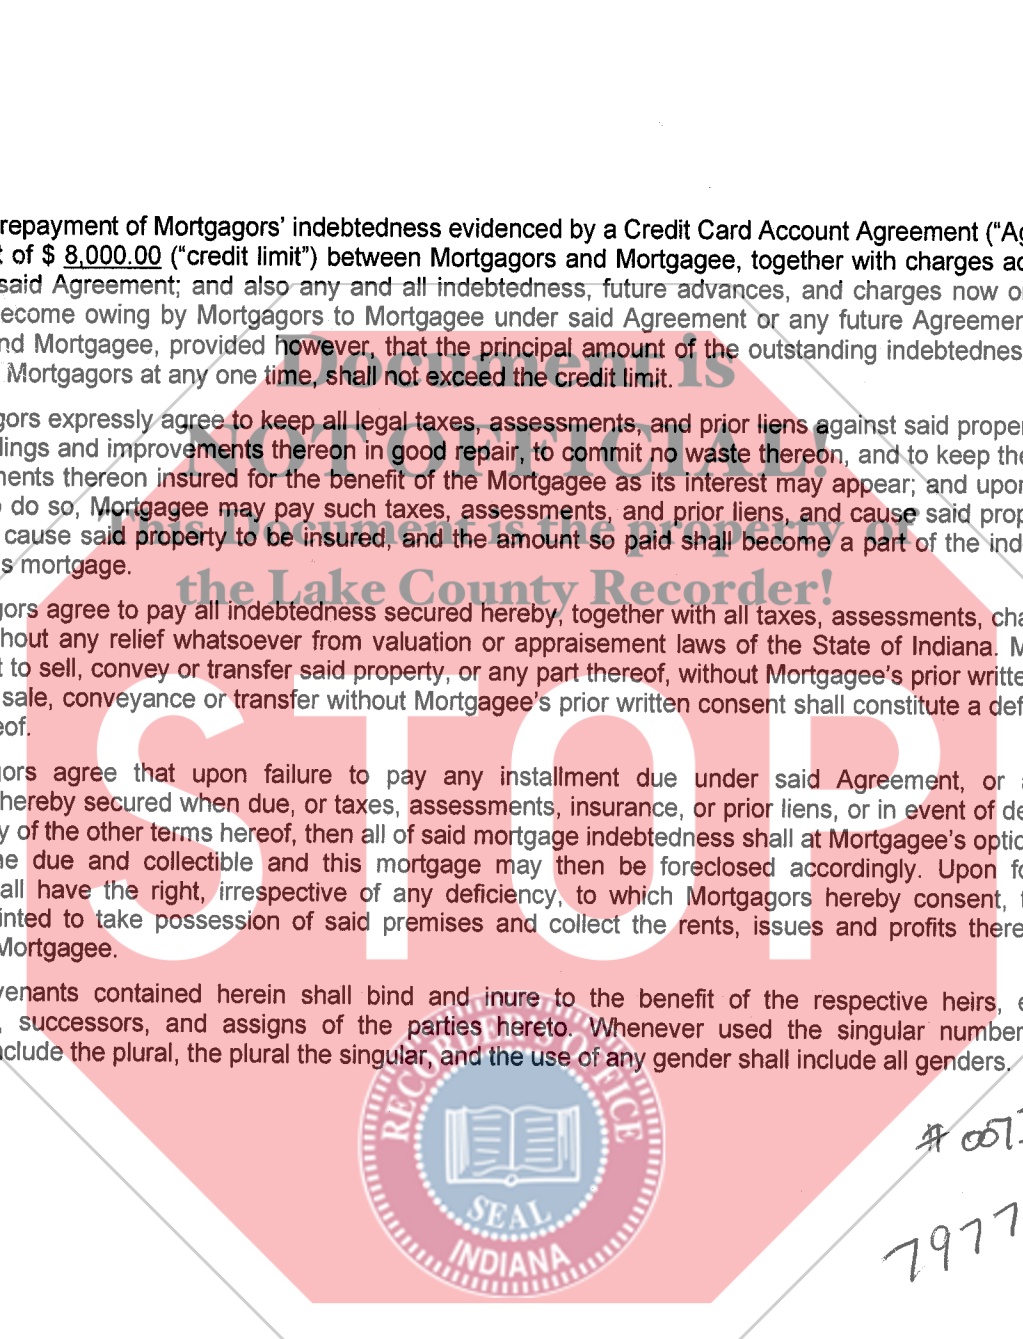 repayment of Mortgagors' indebtedness evidenced by a Credit Card Account Agreement ("Ag
t of $ 8,000.00 ("credit limit") between Mortgagors and Mortgagee, together with charges ac
said Agreement; and also any and all indebtedness, future advances, and charges now o
ecome owing by Mortgagors to Mortgagee under said Agreement or any future Agreemen
nd Mortgagee, provided however, that the principal amount of the outstanding indebtednes
Mortgagors at any one time, shall not exceed the credit limit.
gors expressly agree to keep all legal taxes, assessments, and prior liens against said proper
lings and improvements thereon in good repair, to commit no waste thereon, and to keep the
nents thereon insured for the benefit of the Mortgagee as its interest may appear; and upon
o do so, Mortgagee may pay such taxes, assessments, and prior liens, and cause said prop
cause said property to be insured, and the amount so paid shall become a part of the ind
s mortgage.
gors agree to pay all indebtedness secured hereby, together with all taxes, assessments, cha
hout any relief whatsoever from valuation or appraisement laws of the State of Indiana. M
t to sell, convey or transfer said property, or any part thereof, without Mortgagee's prior writte
sale, conveyance or transfer without Mortgagee's prior written consent shall constitute a def
eof.
gors agree that upon failure to pay any installment due under said Agreement, or a
hereby secured when due, or taxes, assessments, insurance, or prior liens, or in event of de
y of the other terms hereof, then all of said mortgage indebtedness shall at Mortgagee's optio
ne due and collectible and this mortgage may then be foreclosed accordingly. Upon fo
all have the right, irrespective of any deficiency, to which Mortgagors hereby consent, t
inted to take possession of said premises and collect the rents, issues and profits there
Mortgagee.
venants contained herein shall bind and inure to the benefit of the respective heirs, e
, successors, and assigns of the parties hereto. Whenever used the singular number
nclude the plural, the plural the singular, and the use of any gender shall include all genders.
Document is
NOT OFFICIAL!
This Document is the property of
the Lake County Recorder!
STOP
RECORDER'S OFFICE
SEAL
INDIANA
# 007
7977